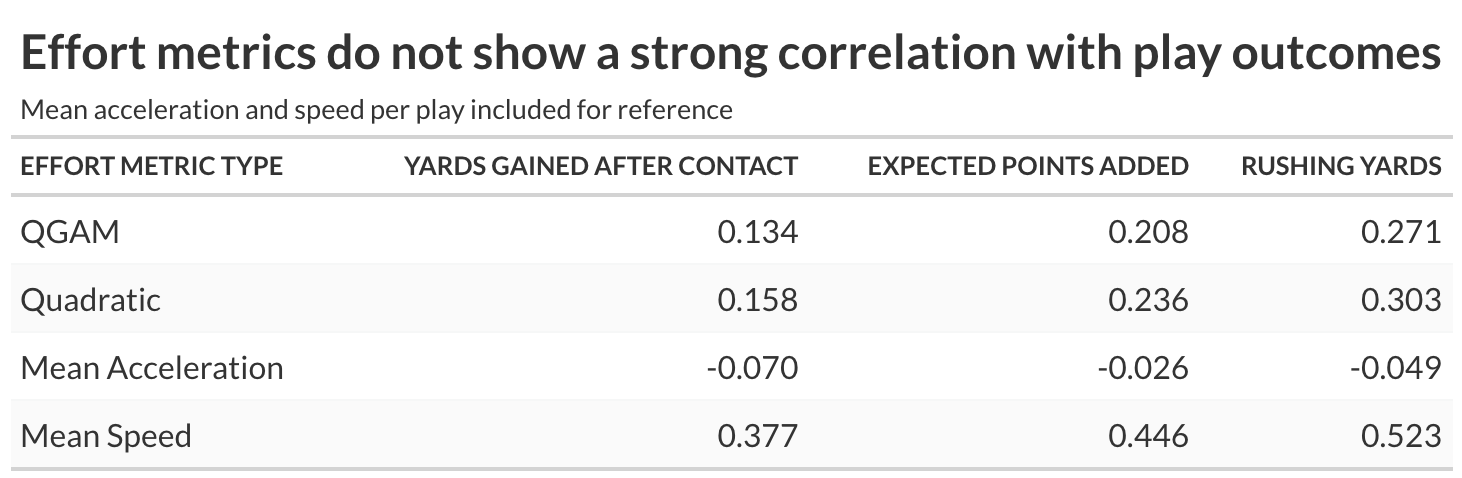 Effort metrics do not show a strong correlation with play outcomes
Mean acceleration and speed per play included for reference
EFFORT METRIC TYPE YARDS GAINED AFTER CONTACT EXPECTED POINTS ADDED RUSHING YARDS
QGAM 0.134 0.208 0.271
Quadratic 0.158 0.236 0.303
Mean Acceleration -0.070 -0.026 -0.049
Mean Speed 0.377 0.446 0.523